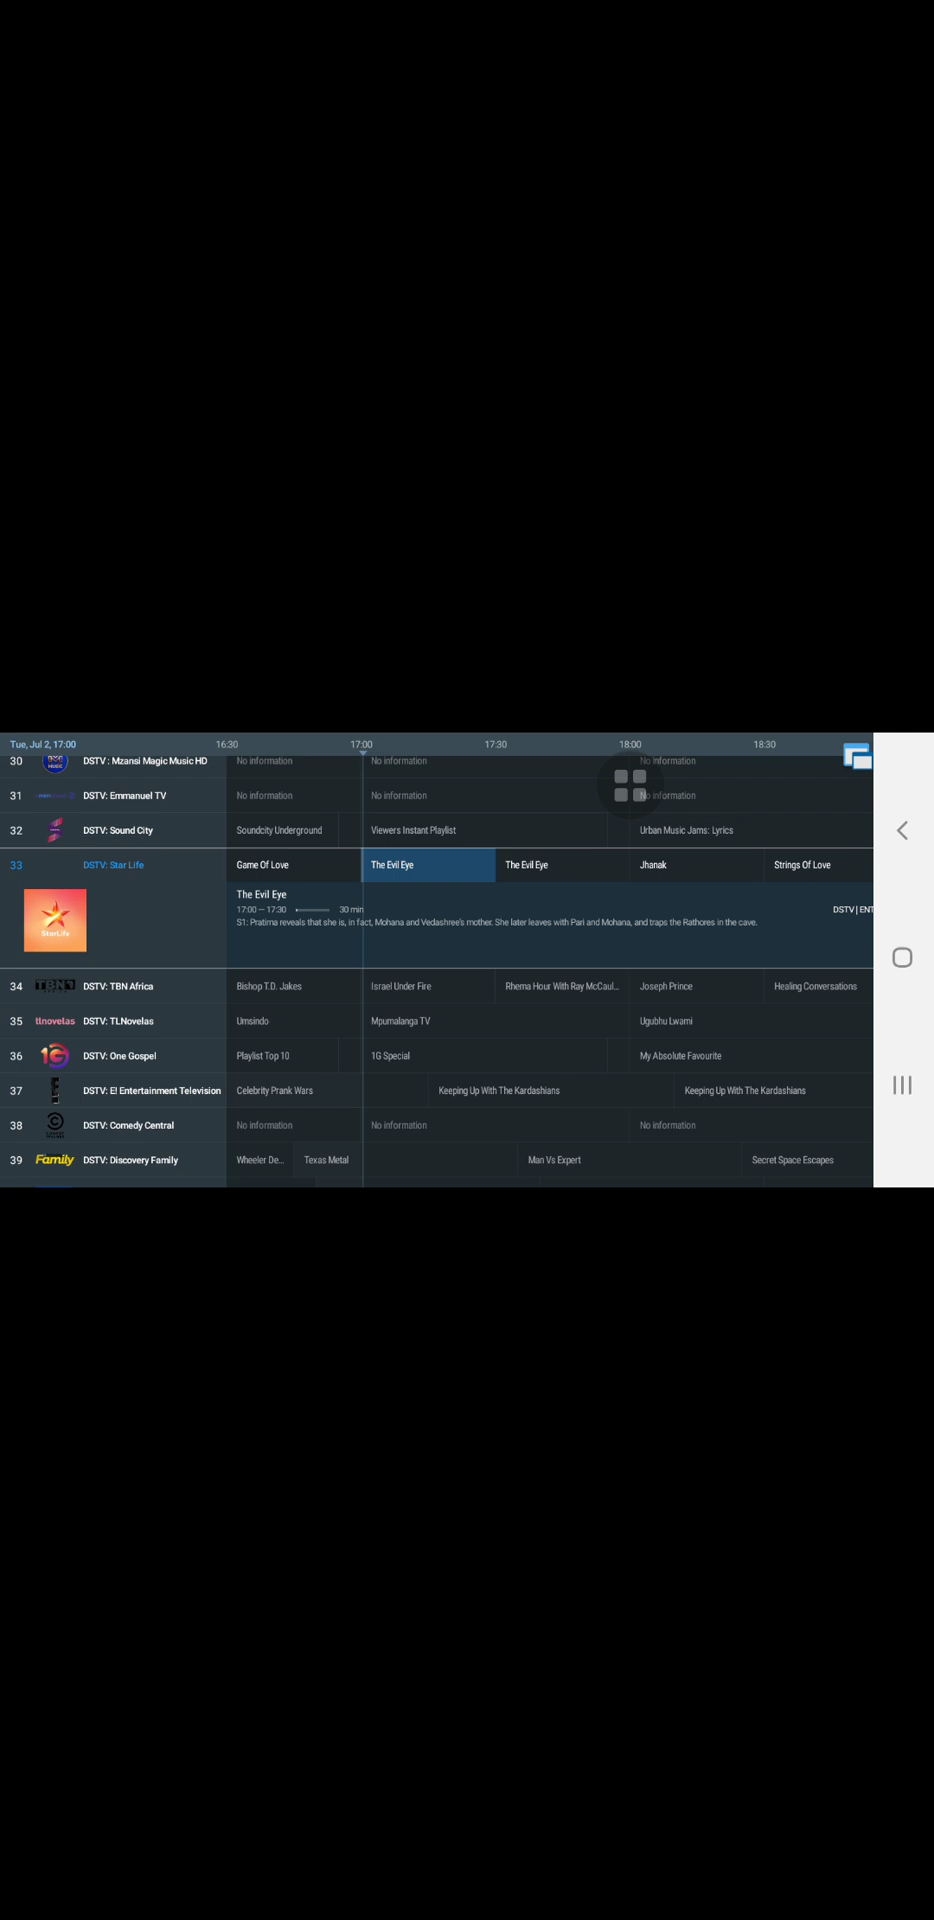 Tue, Jul 2, 17:00 16:30 17:00 17:30 18:00 18:30
30 DSTV : Mzansi Magic Music HD No information No information No information
31 DSTV: Emmanuel TV No information No information No information
32 DSTV: Sound City Soundcity Underground Viewers Instant Playlist Urban Music Jams: Lyrics
33 DSTV: Star Life Game Of Love The Evil Eye The Evil Eye Jhanak Strings Of Love
The Evil Eye
17:00 — 17:30 30 min DSTV | ENT
S1: Pratima reveals that she is, in fact, Mohana and Vedashree's mother. She later leaves with Pari and Mohana, and traps the Rathores in the cave.
StarLife
34 TBN DSTV: TBN Africa Bishop T.D. Jakes Israel Under Fire Rhema Hour With Ray McCaul... Joseph Prince Healing Conversations
35 tlnovelas DSTV: TLNovelas Umsindo Mpumalanga TV Ugubhu Lwami
36 1G DSTV: One Gospel Playlist Top 10 1G Special My Absolute Favourite
37 DSTV: E! Entertainment Television Celebrity Prank Wars Keeping Up With The Kardashians Keeping Up With The Kardashians
38 DSTV: Comedy Central No information No information No information
39 Family DSTV: Discovery Family Wheeler De... Texas Metal Man Vs Expert Secret Space Escapes